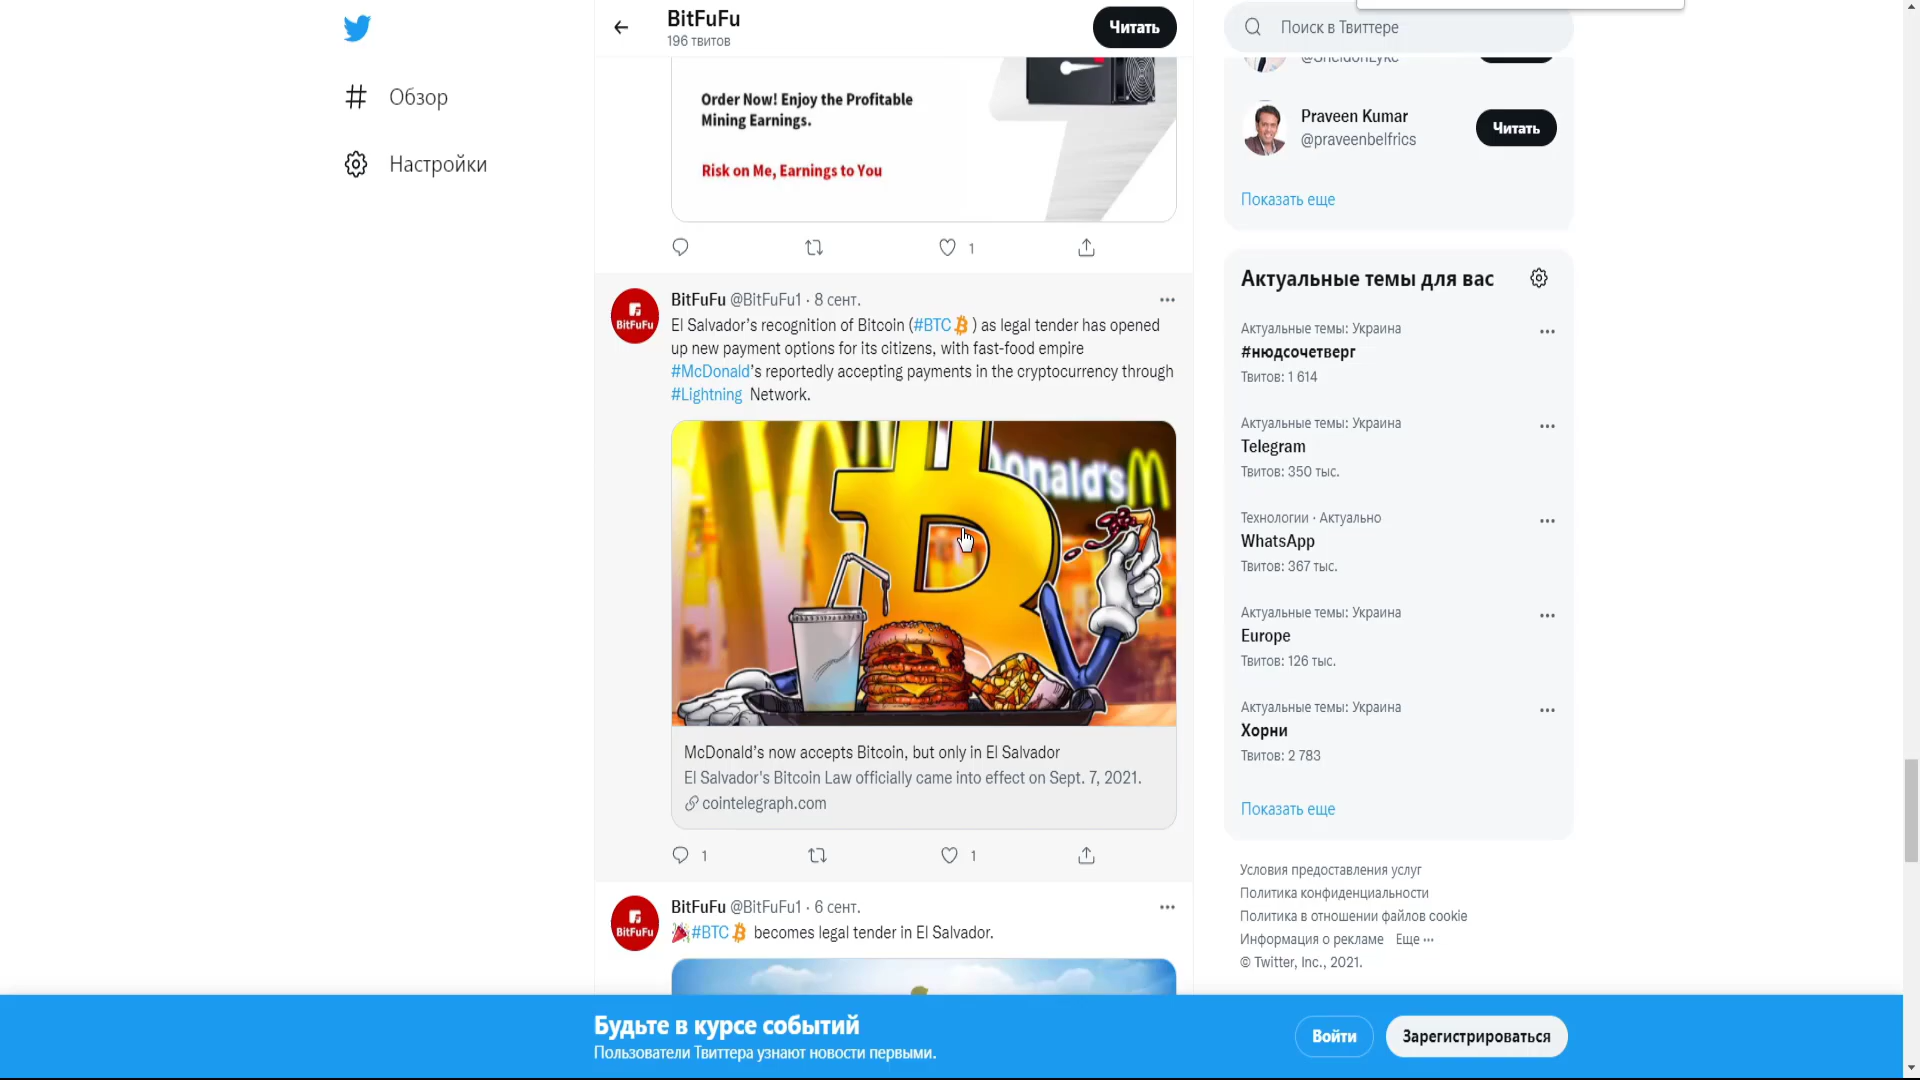 BitFuFu
196 твитов
Читать
Поиск в Твиттере
Обзор
Настройки
Order Now! Enjoy the Profitable
Mining Earnings.
Risk on Me, Earnings to You
1
BitFuFu
BitFuFu @BitFuFu1 · 8 сент.
El Salvador's recognition of Bitcoin (#BTC ) as legal tender has opened
up new payment options for its citizens, with fast-food empire
#McDonald's reportedly accepting payments in the cryptocurrency through
#Lightning Network.
onald's
McDonald's now accepts Bitcoin, but only in El Salvador
El Salvador's Bitcoin Law officially came into effect on Sept. 7, 2021.
cointelegraph.com
1
1
BitFuFu
BitFuFu @BitFuFu1 · 6 сент.
🎉#BTC becomes legal tender in El Salvador.
Praveen Kumar
@praveenbelfrics
Читать
Показать еще
Актуальные темы для вас
Актуальные темы: Украина
#нюдсочетверг
Твитов: 1 614
Актуальные темы: Украина
Telegram
Твитов: 350 тыс.
Технологии · Актуально
WhatsApp
Твитов: 367 тыс.
Актуальные темы: Украина
Europe
Твитов: 126 тыс.
Актуальные темы: Украина
Хорни
Твитов: 2 783
Показать еще
Условия предоставления услуг
Политика конфиденциальности
Политика в отношении файлов cookie
Информация о рекламе Еще ···
© Twitter, Inc., 2021.
Будьте в курсе событий
Пользователи Твиттера узнают новости первыми.
Войти
Зарегистрироваться